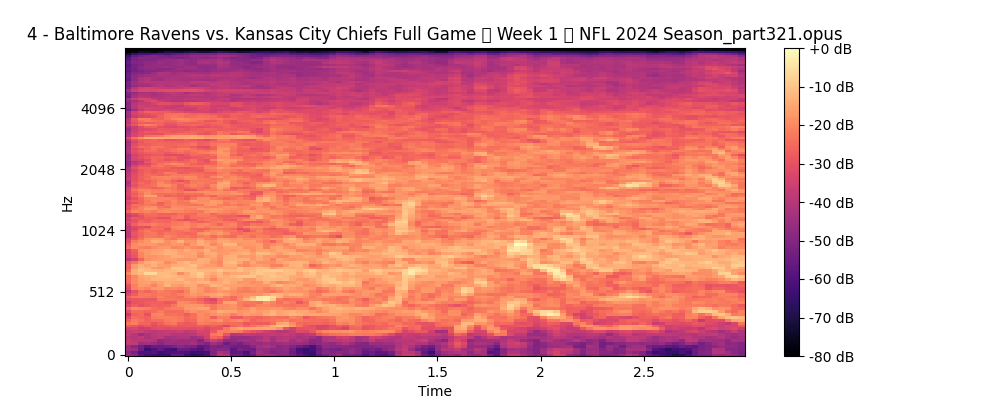 4 - Baltimore Ravens vs. Kansas City Chiefs Full Game ▯ Week 1 ▯ NFL 2024 Season_part321.opus
+0 dB
-10 dB
-20 dB
-30 dB
-40 dB
-50 dB
-60 dB
-70 dB
-80 dB
4096
2048
1024
512
0
Hz
0
0.5
1
1.5
2
2.5
Time